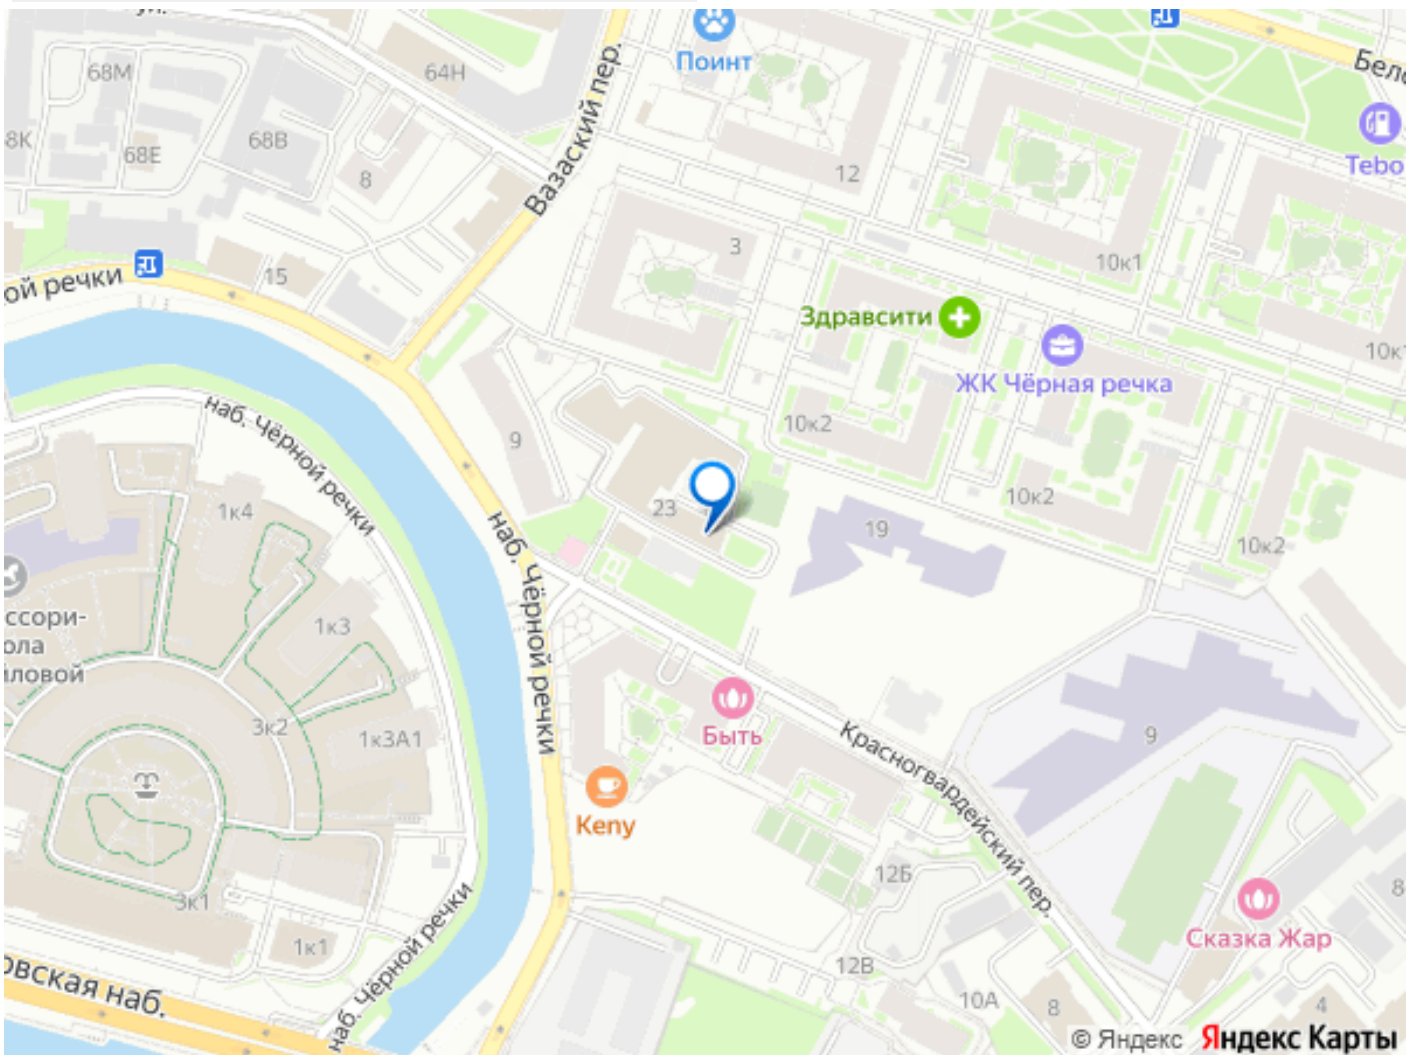 ул.
68М
64Н
Поинт
Вазаский пер.
68К
68Е
68В
8
12
Tebo
3
10к1
ой речки
15
Здравсити
ЖК Чёрная речка
10к
9
10к2
наб. Чёрной речки
1к4
23
наб. Чёрной речки
19
10к2
10к2
ссори-
ола
иловой
1к3
3к2
1к3А1
Быть
Красногвардейский пер.
9
Keny
12Б
8
3к1
1к1
наб. Чёрной речки
Сказка Жар
овская наб.
12В
10А
8
4
© Яндекс Яндекс Карты